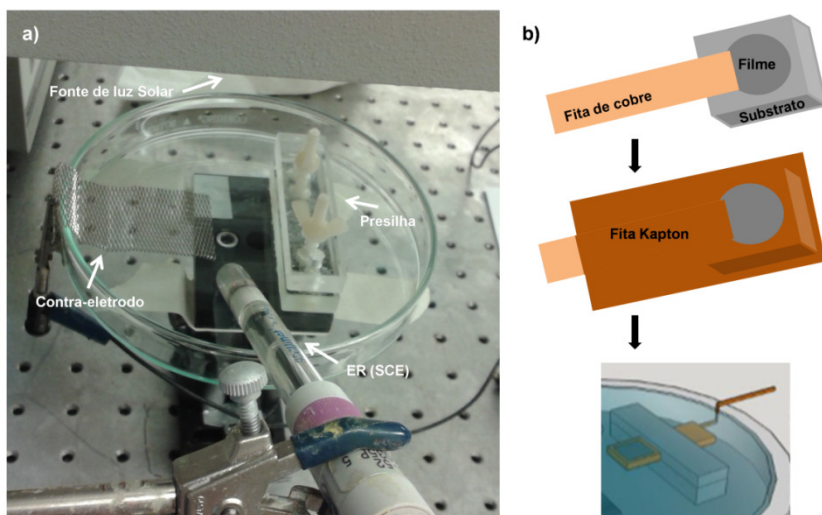 a)
Fonte de luz Solar
Presilha
Contra-eletrodo
ER (SCE)
b)
Filme
Fita de cobre
Substrato
Fita Kapton